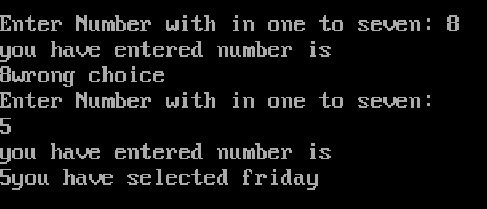 Enter Number with in one to seven: 8
you have entered number is
8wrong choice
Enter Number with in one to seven:
5
you have entered number is
5you have selected friday